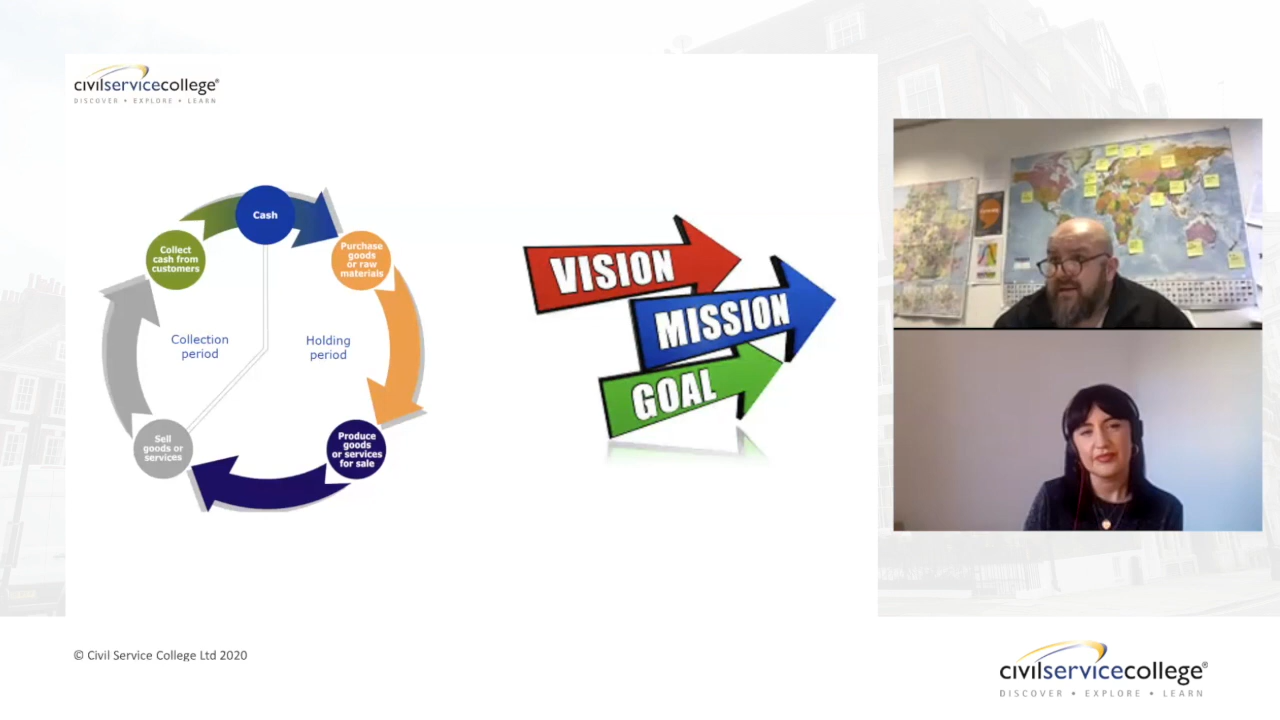 civilservicecollege®
DISCOVER • EXPLORE • LEARN
Cash
Purchase
goods
or raw
materials
Produce
goods
or services
for sale
Sell
goods or
services
Collect
cash from
customers
Collection
period
Holding
period
VISION
MISSION
GOAL
© Civil Service College Ltd 2020
civilservicecollege®
DISCOVER • EXPLORE • LEARN